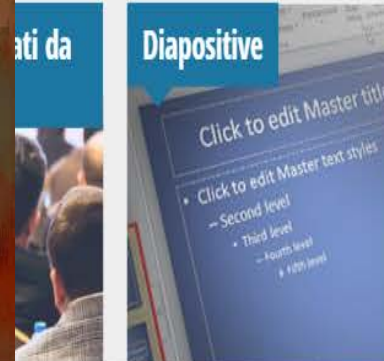 ati da
Diapositive
Click to edit Master title
• Click to edit Master text styles
– Second level
• Third level
– Fourth level
Fifth level